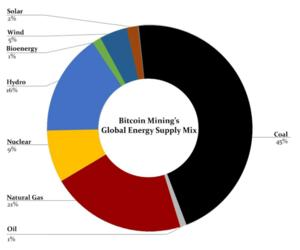 Solar
2%
Wind
5%
Bioenergy
1%
Hydro
16%
Nuclear
9%
Natural Gas
21%
Oil
1%
Bitcoin Mining's
Global Energy Supply Mix
Coal
45%